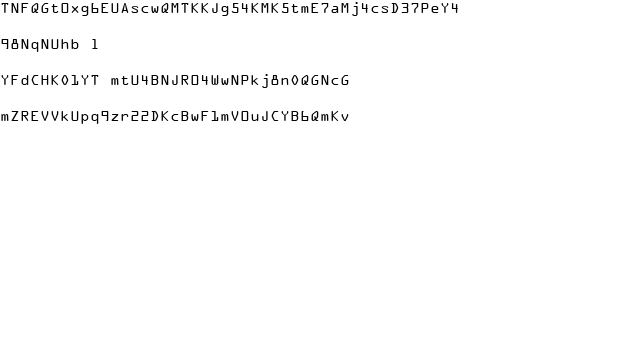 TNFQGtOxg6EUAscwQMTKKJg54KMK5tmE7aMj4csD37PeY4
98NqNUhb l
YFdCHK01YT mtU4BNJRO4WwNPkj8n0QGNcG
mZREVVkUpq9zr22DKcBwF1mVOuJCYB6QmKv